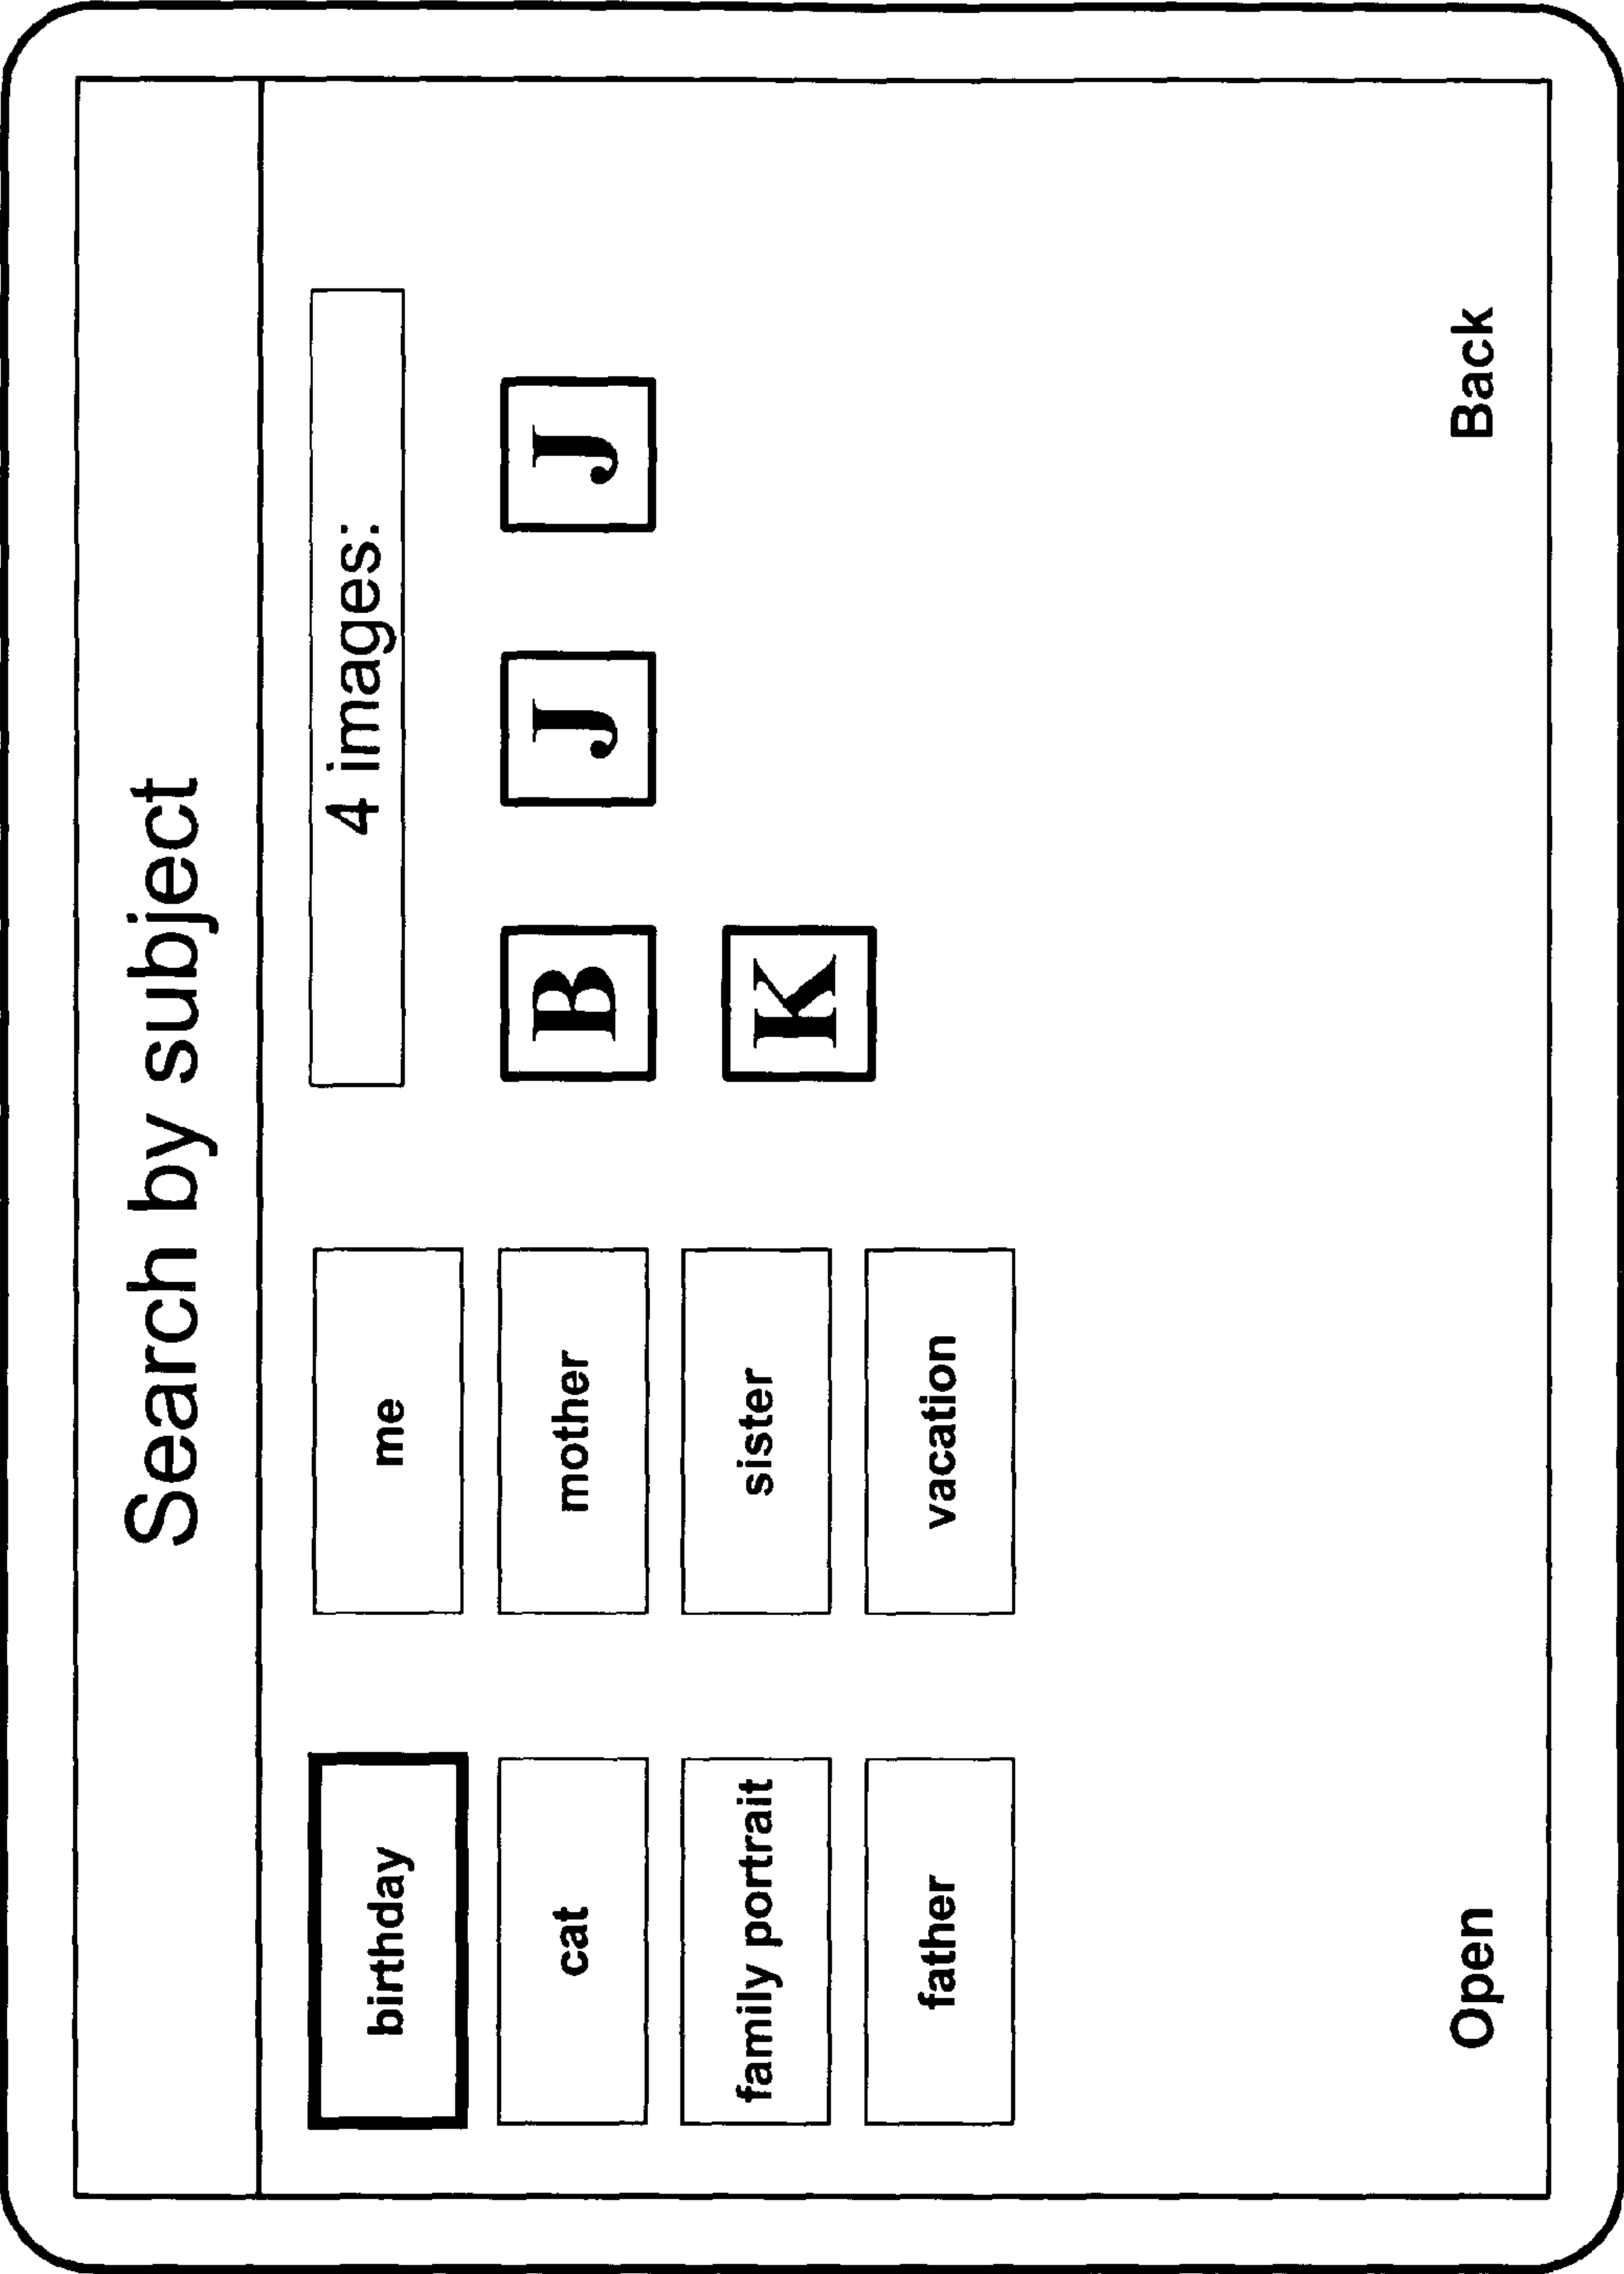 Search by subject
birthday
me
4 images:
cat
mother
B J J
family portrait
sister
K
father
vacation
Open
Back